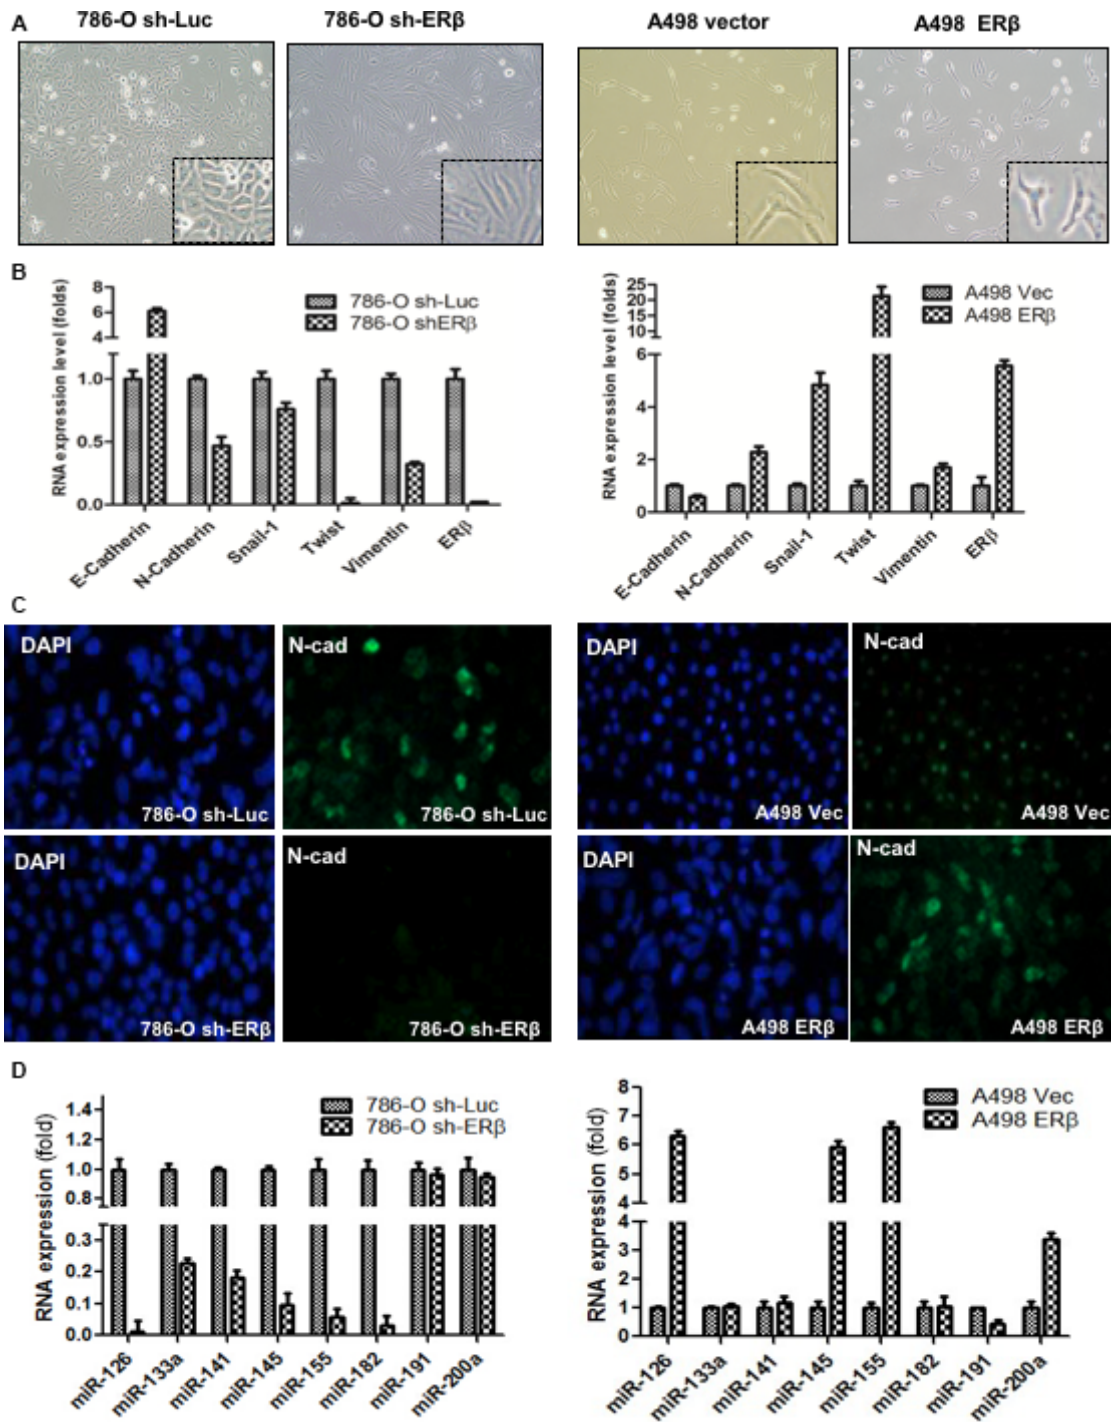 A
786-O sh-Luc
786-O sh-ERβ
A498 vector
A498 ERβ
B
RNA expression level (folds)
8
6
4
1.0
0.5
0.0
786-O sh-Luc
786-O shERβ
E-Cadherin
N-Cadherin
Snail-1
Twist
Vimentin
ERβ
RNA expression level (folds)
25
20
15
10
6
4
2
0
A498 Vec
A498 ERβ
E-Cadherin
N-Cadherin
Snail-1
Twist
Vimentin
ERβ
C
DAPI
786-O sh-Luc
N-cad
786-O sh-Luc
DAPI
A498 Vec
N-cad
A498 Vec
DAPI
786-O sh-ERβ
N-cad
786-O sh-ERβ
DAPI
A498 ERβ
N-cad
A498 ERβ
D
RNA expression (fold)
1.4
1.2
1.0
0.8
0.3
0.2
0.1
0.0
786-O sh-Luc
786-O sh-ERβ
miR-126
miR-133a
miR-141
miR-145
miR-155
miR-182
miR-191
miR-200a
RNA expression (fold)
8
7
6
5
4
4
3
2
1
0
A498 Vec
A498 ERβ
miR-126
miR-133a
miR-141
miR-145
miR-155
miR-182
miR-191
miR-200a